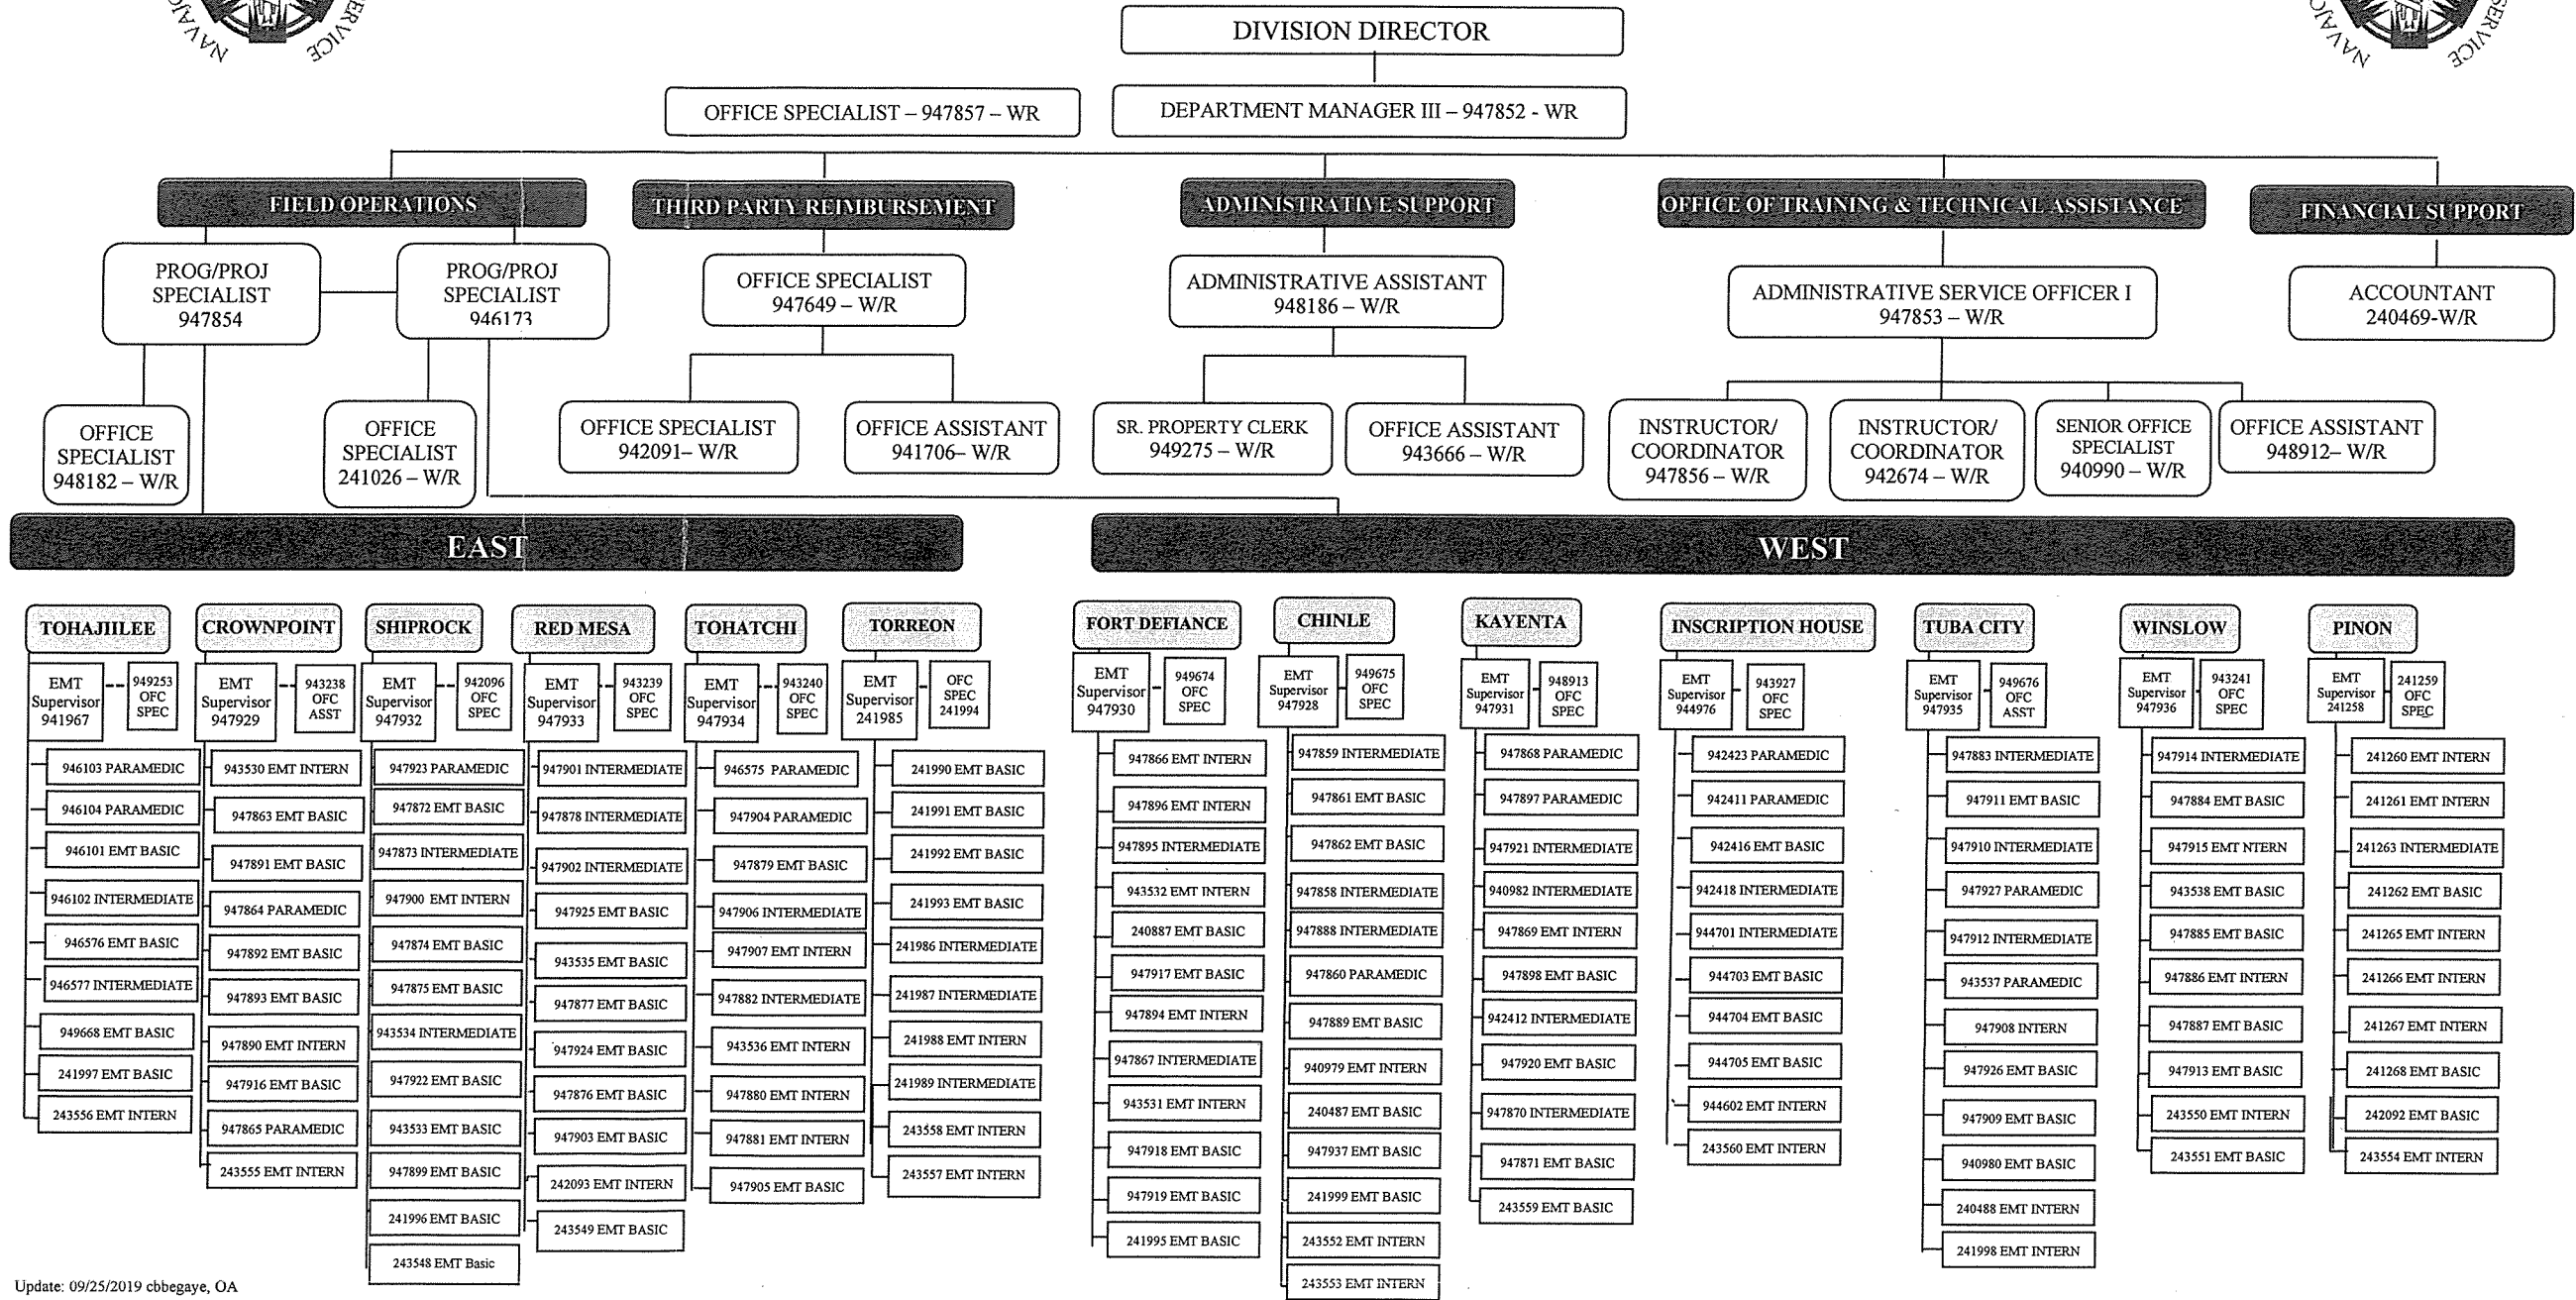 NAVAJO
SERVICE
NAVAJO
SERVICE
DIVISION DIRECTOR
OFFICE SPECIALIST – 947857 – WR
DEPARTMENT MANAGER III – 947852 - WR
FIELD OPERATIONS
THIRD PARTY REIMBURSEMENT
ADMINISTRATIVE SUPPORT
OFFICE OF TRAINING & TECHNICAL ASSISTANCE
FINANCIAL SUPPORT
PROG/PROJ
SPECIALIST
947854
PROG/PROJ
SPECIALIST
946173
OFFICE SPECIALIST
947649 – W/R
ADMINISTRATIVE ASSISTANT
948186 – W/R
ADMINISTRATIVE SERVICE OFFICER I
947853 – W/R
ACCOUNTANT
240469-W/R
OFFICE
SPECIALIST
948182 – W/R
OFFICE
SPECIALIST
241026 – W/R
OFFICE SPECIALIST
942091– W/R
OFFICE ASSISTANT
941706– W/R
SR. PROPERTY CLERK
949275 – W/R
OFFICE ASSISTANT
943666 – W/R
INSTRUCTOR/
COORDINATOR
947856 – W/R
INSTRUCTOR/
COORDINATOR
942674 – W/R
SENIOR OFFICE
SPECIALIST
940990 – W/R
OFFICE ASSISTANT
948912– W/R
EAST
WEST
TOHAJIILEE
EMT
Supervisor
941967
949253
OFC
SPEC
946103 PARAMEDIC
946104 PARAMEDIC
946101 EMT BASIC
946102 INTERMEDIATE
946576 EMT BASIC
946577 INTERMEDIATE
949668 EMT BASIC
241997 EMT BASIC
243556 EMT INTERN
CROWNPOINT
EMT
Supervisor
947929
943238
OFC
ASST
943530 EMT INTERN
947863 EMT BASIC
947891 EMT BASIC
947864 PARAMEDIC
947892 EMT BASIC
947893 EMT BASIC
947890 EMT INTERN
947916 EMT BASIC
947865 PARAMEDIC
243555 EMT INTERN
SHIPROCK
EMT
Supervisor
947932
942096
OFC
SPEC
947923 PARAMEDIC
947872 EMT BASIC
947873 INTERMEDIATE
947900 EMT INTERN
947874 EMT BASIC
947875 EMT BASIC
943534 INTERMEDIATE
947922 EMT BASIC
943533 EMT BASIC
947899 EMT BASIC
241996 EMT BASIC
243548 EMT Basic
RED MESA
EMT
Supervisor
947933
943239
OFC
SPEC
947901 INTERMEDIATE
947878 INTERMEDIATE
947902 INTERMEDIATE
947925 EMT BASIC
943535 EMT BASIC
947877 EMT BASIC
947924 EMT BASIC
947876 EMT BASIC
947903 EMT BASIC
242093 EMT INTERN
243549 EMT BASIC
TOHATCHI
EMT
Supervisor
947934
943240
OFC
SPEC
946575 PARAMEDIC
947904 PARAMEDIC
947879 EMT BASIC
947906 INTERMEDIATE
947907 EMT INTERN
947882 INTERMEDIATE
943536 EMT INTERN
947880 EMT INTERN
947881 EMT INTERN
947905 EMT BASIC
TORREON
EMT
Supervisor
241985
OFC
SPEC
241994
241990 EMT BASIC
241991 EMT BASIC
241992 EMT BASIC
241993 EMT BASIC
241986 INTERMEDIATE
241987 INTERMEDIATE
241988 EMT INTERN
241989 INTERMEDIATE
243558 EMT INTERN
243557 EMT INTERN
FORT DEFIANCE
EMT
Supervisor
947930
949674
OFC
SPEC
947866 EMT INTERN
947896 EMT INTERN
947895 INTERMEDIATE
943532 EMT INTERN
240887 EMT BASIC
947917 EMT BASIC
947894 EMT INTERN
947867 INTERMEDIATE
943531 EMT INTERN
947918 EMT BASIC
947919 EMT BASIC
241995 EMT BASIC
CHINLE
EMT
Supervisor
947928
949675
OFC
SPEC
947859 INTERMEDIATE
947861 EMT BASIC
947862 EMT BASIC
947858 INTERMEDIATE
947888 INTERMEDIATE
947860 PARAMEDIC
947889 EMT BASIC
940979 EMT INTERN
240487 EMT BASIC
947937 EMT BASIC
241999 EMT BASIC
243552 EMT INTERN
243553 EMT INTERN
KAYENTA
EMT
Supervisor
947931
948913
OFC
SPEC
947868 PARAMEDIC
947897 PARAMEDIC
947921 INTERMEDIATE
940982 INTERMEDIATE
947869 EMT INTERN
947898 EMT BASIC
942412 INTERMEDIATE
947920 EMT BASIC
947870 INTERMEDIATE
947871 EMT BASIC
243559 EMT BASIC
INSCRIPTION HOUSE
EMT
Supervisor
944976
943927
OFC
SPEC
942423 PARAMEDIC
942411 PARAMEDIC
942416 EMT BASIC
942418 INTERMEDIATE
944701 INTERMEDIATE
944703 EMT BASIC
944704 EMT BASIC
944705 EMT BASIC
944602 EMT INTERN
243560 EMT INTERN
TUBA CITY
EMT
Supervisor
947935
949676
OFC
ASST
947883 INTERMEDIATE
947911 EMT BASIC
947910 INTERMEDIATE
947927 PARAMEDIC
947912 INTERMEDIATE
943537 PARAMEDIC
947908 INTERN
947926 EMT BASIC
947909 EMT BASIC
940980 EMT BASIC
240488 EMT INTERN
241998 EMT INTERN
WINSLOW
EMT
Supervisor
947936
943241
OFC
SPEC
947914 INTERMEDIATE
947884 EMT BASIC
947915 EMT NTERN
943538 EMT BASIC
947885 EMT BASIC
947886 EMT INTERN
947887 EMT BASIC
947913 EMT BASIC
243550 EMT INTERN
243551 EMT BASIC
PINON
EMT
Supervisor
241258
241259
OFC
SPEC
241260 EMT INTERN
241261 EMT INTERN
241263 INTERMEDIATE
241262 EMT BASIC
241265 EMT INTERN
241266 EMT INTERN
241267 EMT INTERN
241268 EMT BASIC
242092 EMT BASIC
243554 EMT INTERN
Update: 09/25/2019 cbbegaye, OA